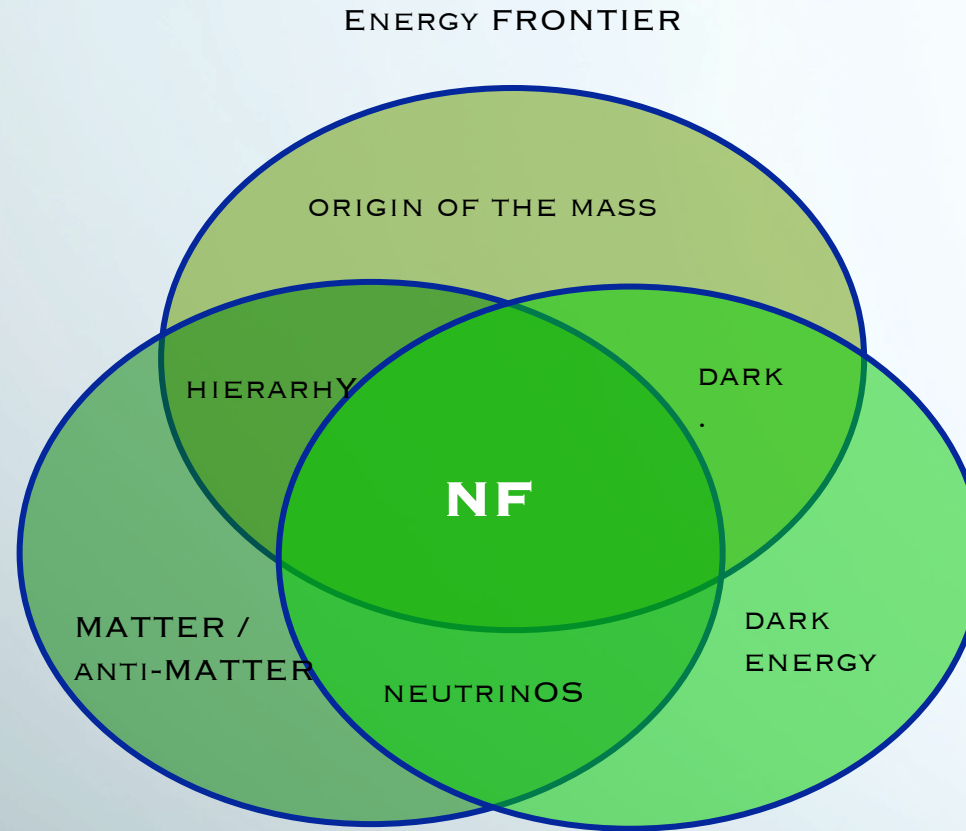 Energy FRONTIER
ORIGIN OF THE MASS
HIERARHY
DARK
.
NF
MATTER /
ANTI-MATTER
DARK
ENERGY
NEUTRINOS